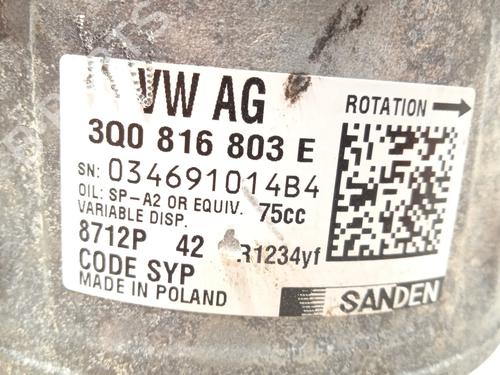 VW AG
ROTATION
3Q0 816 803 E
SN: 034691014B4
OIL: SP-A2 OR EQUIV. 75cc
VARIABLE DISP.
8712P 42 R1234yf
CODE SYP
MADE IN POLAND
SANDEN